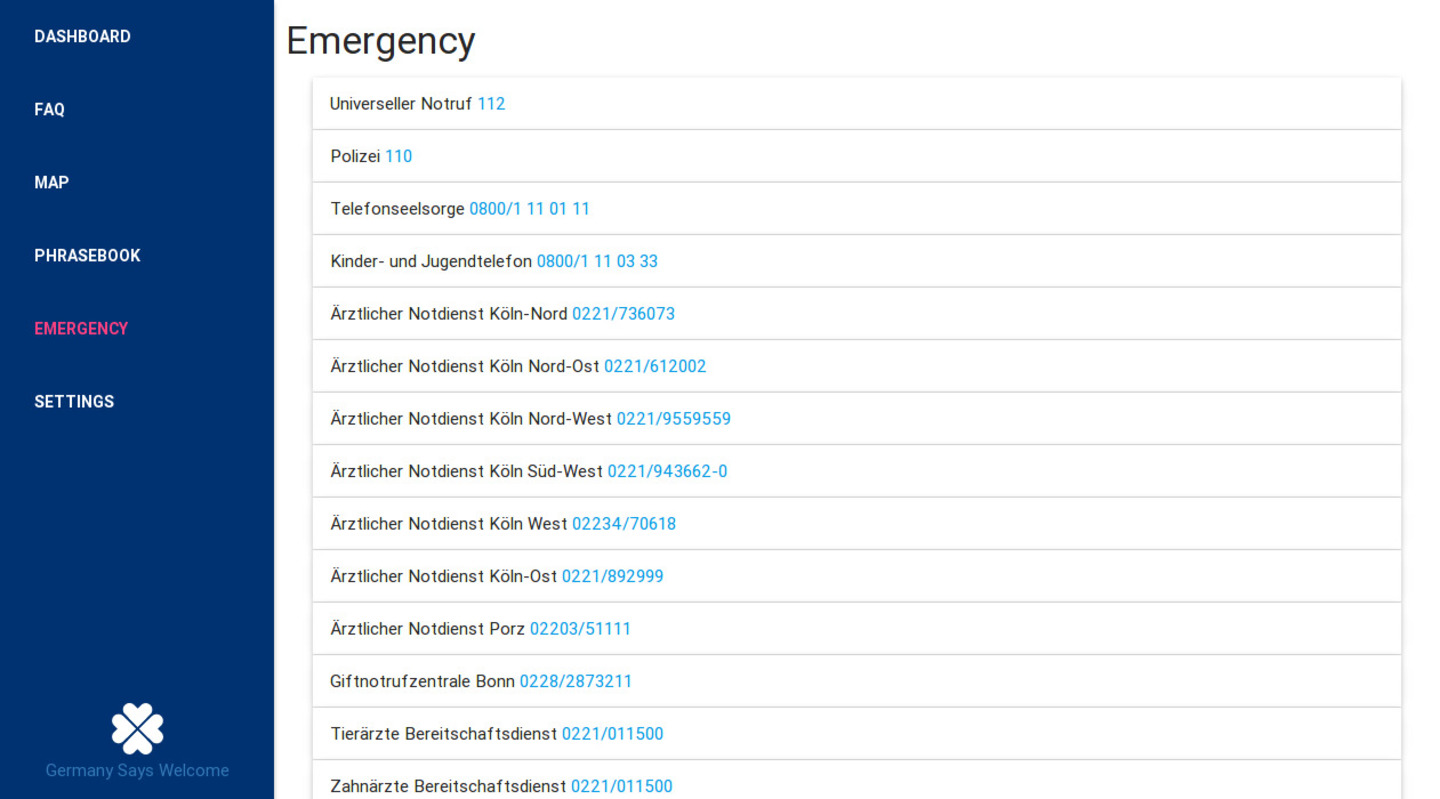 DASHBOARD
FAQ
MAP
PHRASEBOOK
EMERGENCY
SETTINGS
Germany Says Welcome
Emergency
Universeller Notruf 112
Polizei 110
Telefonseelsorge 0800/1 11 01 11
Kinder- und Jugendtelefon 0800/1 11 03 33
Ärztlicher Notdienst Köln-Nord 0221/736073
Ärztlicher Notdienst Köln Nord-Ost 0221/612002
Ärztlicher Notdienst Köln Nord-West 0221/9559559
Ärztlicher Notdienst Köln Süd-West 0221/943662-0
Ärztlicher Notdienst Köln West 02234/70618
Ärztlicher Notdienst Köln-Ost 0221/892999
Ärztlicher Notdienst Porz 02203/51111
Giftnotrufzentrale Bonn 0228/2873211
Tierärzte Bereitschaftsdienst 0221/011500
Zahnärzte Bereitschaftsdienst 0221/011500